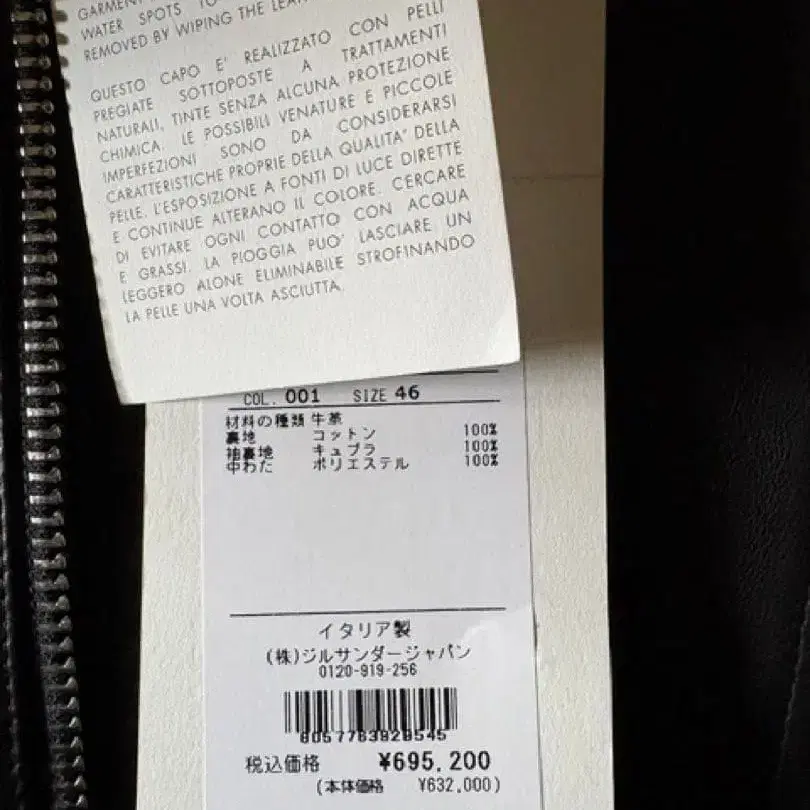 GARMENT
WATER SPOTS TO
REMOVED BY WIPING THE
QUESTO CAPO E' REALIZZATO CON PELLI
PREGIATE SOTTOPOSTE A TRATTAMENTI
NATURALI, TINTE SENZA ALCUNA PROTEZIONE
CHIMICA. LE POSSIBILI VENATURE E PICCOLE
IMPERFEZIONI SONO DA CONSIDERARSI
CARATTERISTICHE PROPRIE DELLA QUALITA' DELLA
PELLE. L'ESPOSIZIONE A FONTI DI LUCE DIRETTE
E CONTINUE ALTERANO IL COLORE. CERCARE
DI EVITARE OGNI CONTATTO CON ACQUA
E GRASSI. LA PIOGGIA PUO' LASCIARE UN
LEGGERO ALONE ELIMINABILE STROFINANDO
LA PELLE UNA VOLTA ASCIUTTA.
COL. 001 SIZE 46
材料の種類 牛革
裏地 コットン 100%
袖裏地 キュプラ 100%
中わた ポリエステル 100%
イタリア製
(株)ジルサンダージャパン
0120-919-256
税込価格 ¥695,200
(本体価格 ¥632,000)